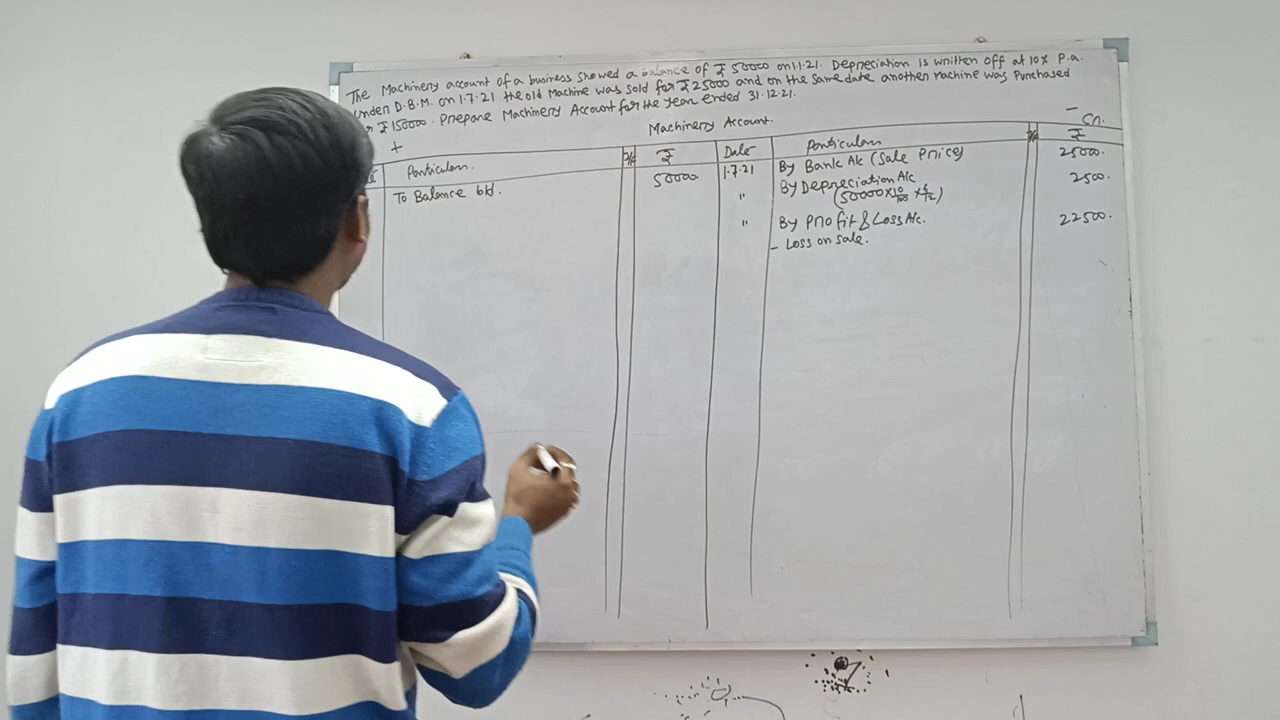 The Machinery account of a business showed a balance of ₹ 50000 on 1.1.21. Depreciation is written off at 10% p.a.
under D.B.M. on 1.7.21 the old Machine was sold for ₹ 25000 and on the same date another Machine was Purchased
₹ 150000. Prepare Machinery Account for the year ended 31.12.21.
Machinery Account.
+ - Cr.
Particulars. ₹ Date Particulars ₹
To Balance b/d. 50000 1.7.21 By Bank A/c (Sale Price) 25000.
" By Depreciation A/c 2500.
(50000 × 10/100 × 6/12)
" By Profit & Loss A/c. 22500.
- Loss on sale.